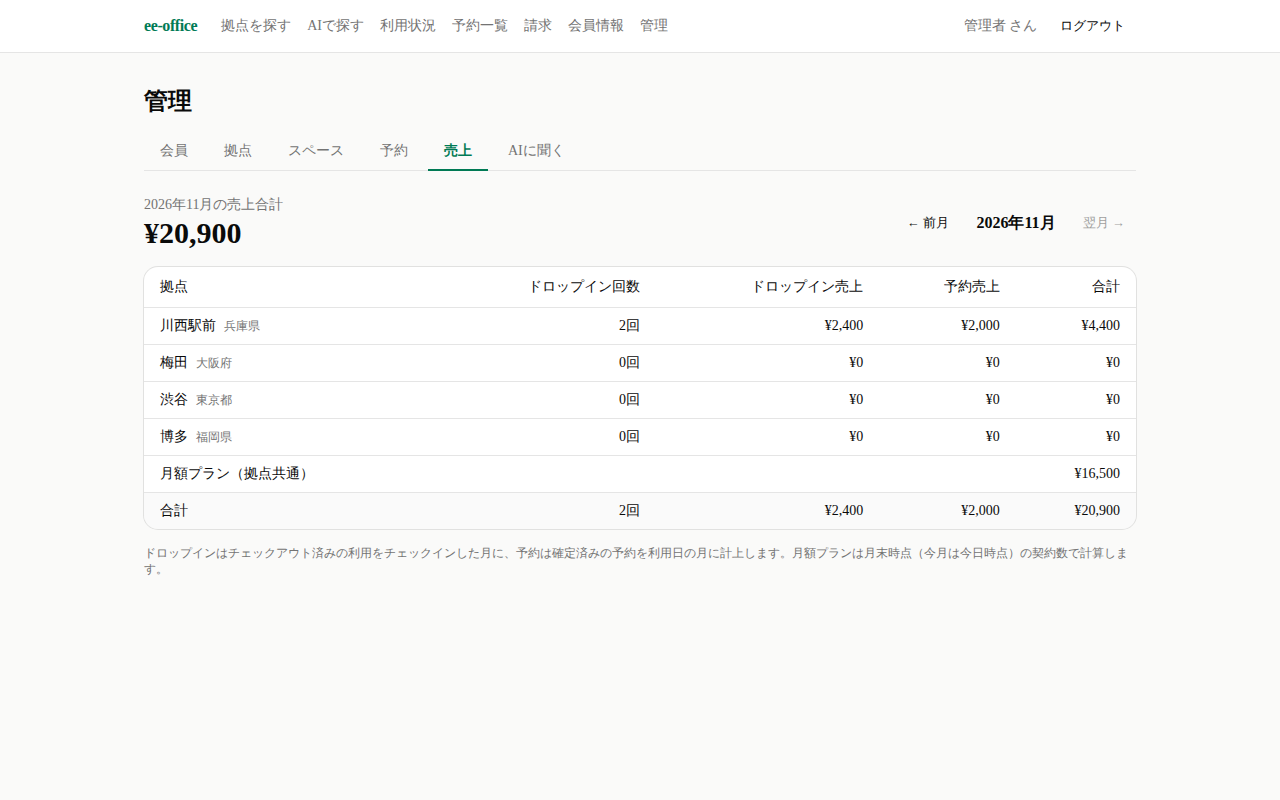 ee-office 拠点を探す AIで探す 利用状況 予約一覧 請求 会員情報 管理 管理者 さん ログアウト
管理
会員 拠点 スペース 予約 売上 AIに聞く
2026年11月の売上合計
¥20,900
← 前月 2026年11月 翌月 →
拠点 ドロップイン回数 ドロップイン売上 予約売上 合計
川西駅前 兵庫県 2回 ¥2,400 ¥2,000 ¥4,400
梅田 大阪府 0回 ¥0 ¥0 ¥0
渋谷 東京都 0回 ¥0 ¥0 ¥0
博多 福岡県 0回 ¥0 ¥0 ¥0
月額プラン（拠点共通） ¥16,500
合計 2回 ¥2,400 ¥2,000 ¥20,900
ドロップインはチェックアウト済みの利用をチェックインした月に、予約は確定済みの予約を利用日の月に計上します。月額プランは月末時点（今月は今日時点）の契約数で計算しま
す。